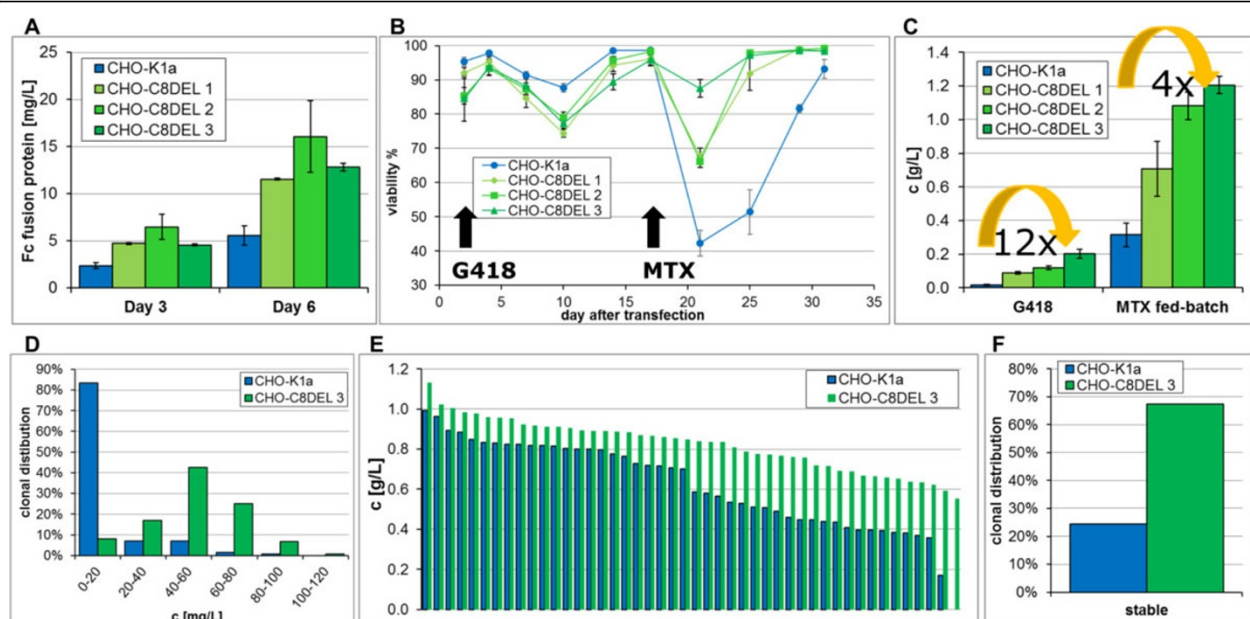 A
Fc fusion protein [mg/L]
25
20
15
10
5
0
CHO-K1a
CHO-C8DEL 1
CHO-C8DEL 2
CHO-C8DEL 3
Day 3
Day 6
B
viability %
100
90
80
70
60
50
40
30
CHO-K1a
CHO-C8DEL 1
CHO-C8DEL 2
CHO-C8DEL 3
G418
MTX
0
5
10
15
20
25
30
35
day after transfection
C
c [g/L]
1.4
1.2
1.0
0.8
0.6
0.4
0.2
0.0
CHO-K1a
CHO-C8DEL 1
CHO-C8DEL 2
CHO-C8DEL 3
12x
4x
G418
MTX fed-batch
D
clonal distibution
90%
80%
70%
60%
50%
40%
30%
20%
10%
0%
CHO-K1a
CHO-C8DEL 3
0-20
20-40
40-60
60-80
80-100
100-120
c [mg/L]
E
c [g/L]
1.2
1.0
0.8
0.6
0.4
0.2
0.0
CHO-K1a
CHO-C8DEL 3
F
clonal distribution
80%
70%
60%
50%
40%
30%
20%
10%
0%
CHO-K1a
CHO-C8DEL 3
stable